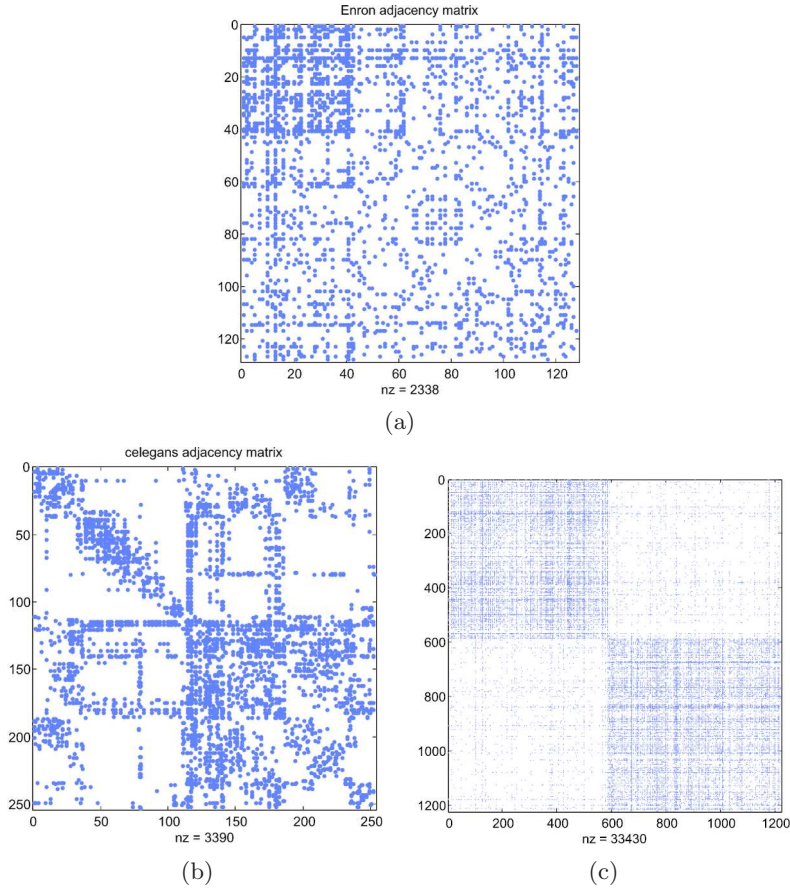 Enron adjacency matrix
0
20
40
60
80
100
120
0 20 40 60 80 100 120
nz = 2338
(a)
celegans adjacency matrix
0
50
100
150
200
250
0 50 100 150 200 250
nz = 3390
(b)
0
200
400
600
800
1000
1200
0 200 400 600 800 1000 1200
nz = 33430
(c)